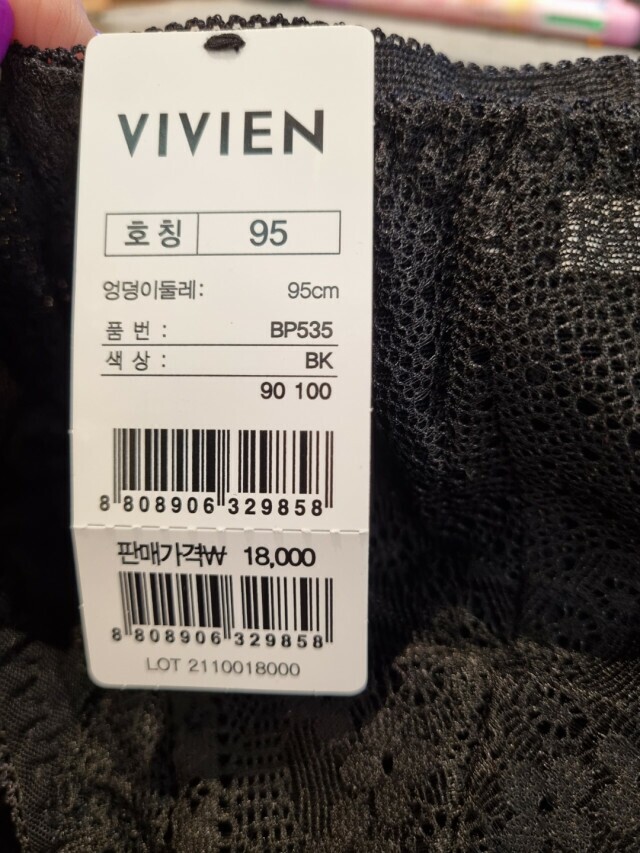 VIVIEN
호칭 95
엉덩이둘레: 95cm
품 번 : BP535
색 상 : BK
90 100
8 808906 329858
판매가격₩ 18,000
8 808906 329858
LOT 2110018000